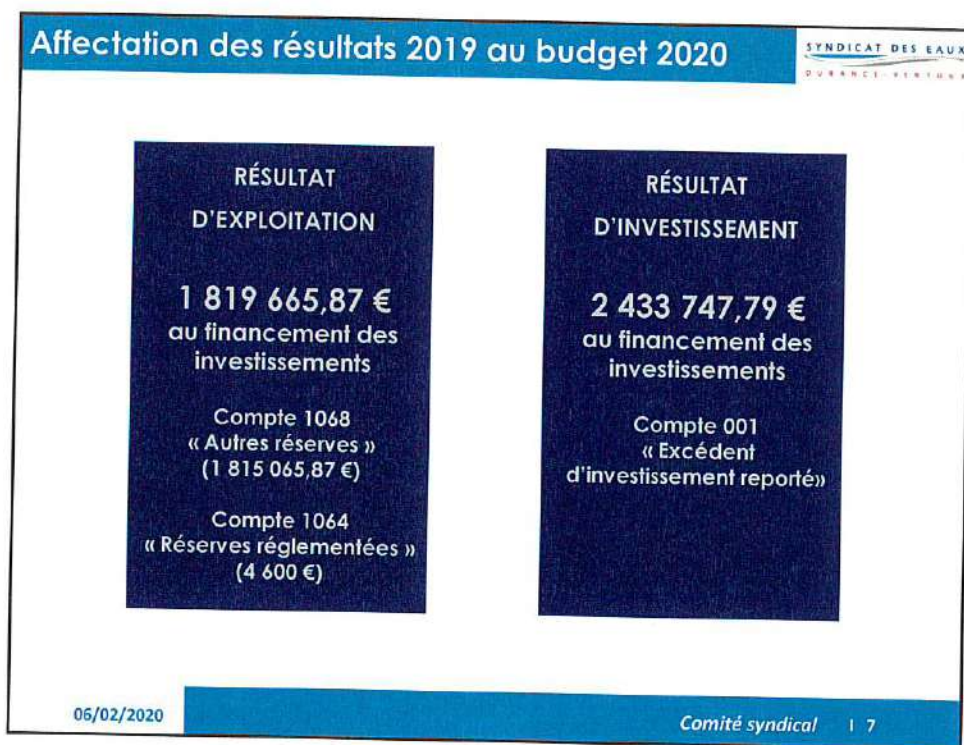 Affectation des résultats 2019 au budget 2020
SYNDICAT DES EAUX
DURANCE-VENTOUX
RÉSULTAT
D'EXPLOITATION
1 819 665,87 €
au financement des
investissements
Compte 1068
« Autres réserves »
(1 815 065,87 €)
Compte 1064
« Réserves réglementées »
(4 600 €)
RÉSULTAT
D'INVESTISSEMENT
2 433 747,79 €
au financement des
investissements
Compte 001
« Excédent
d'investissement reporté»
06/02/2020
Comité syndical | 7